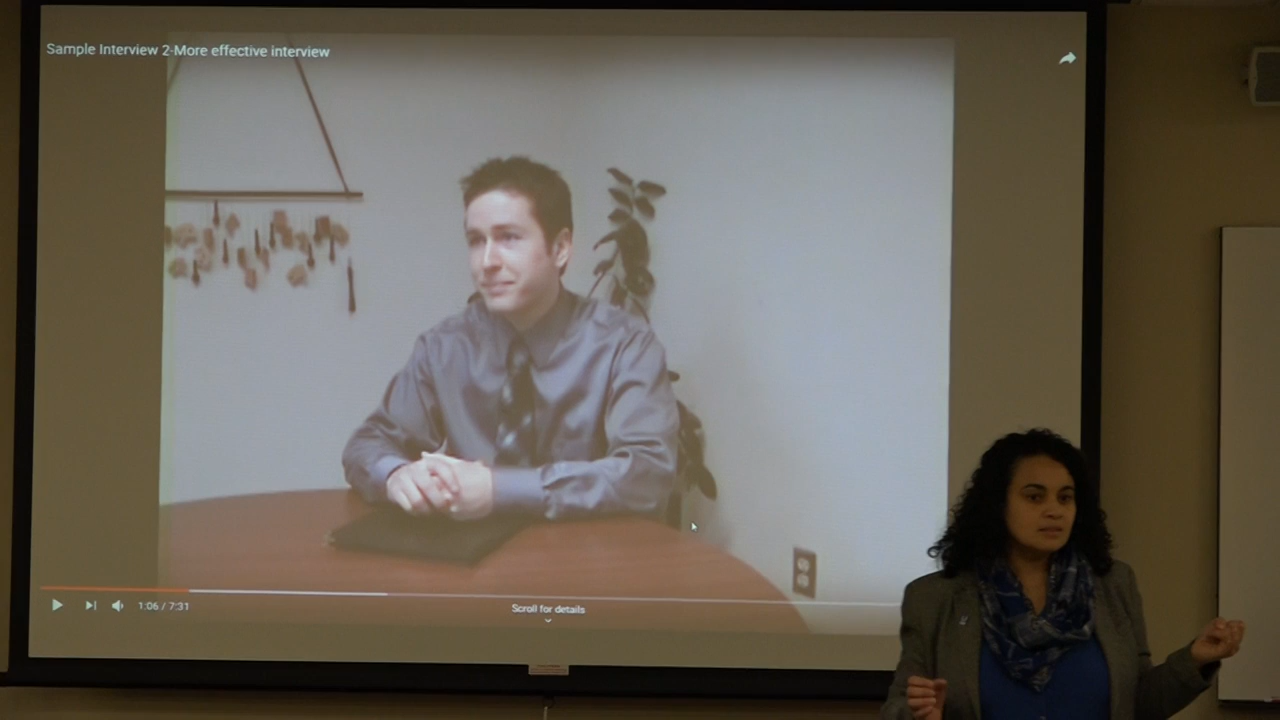 Sample Interview 2-More effective interview
1:06 / 7:31
Scroll for details